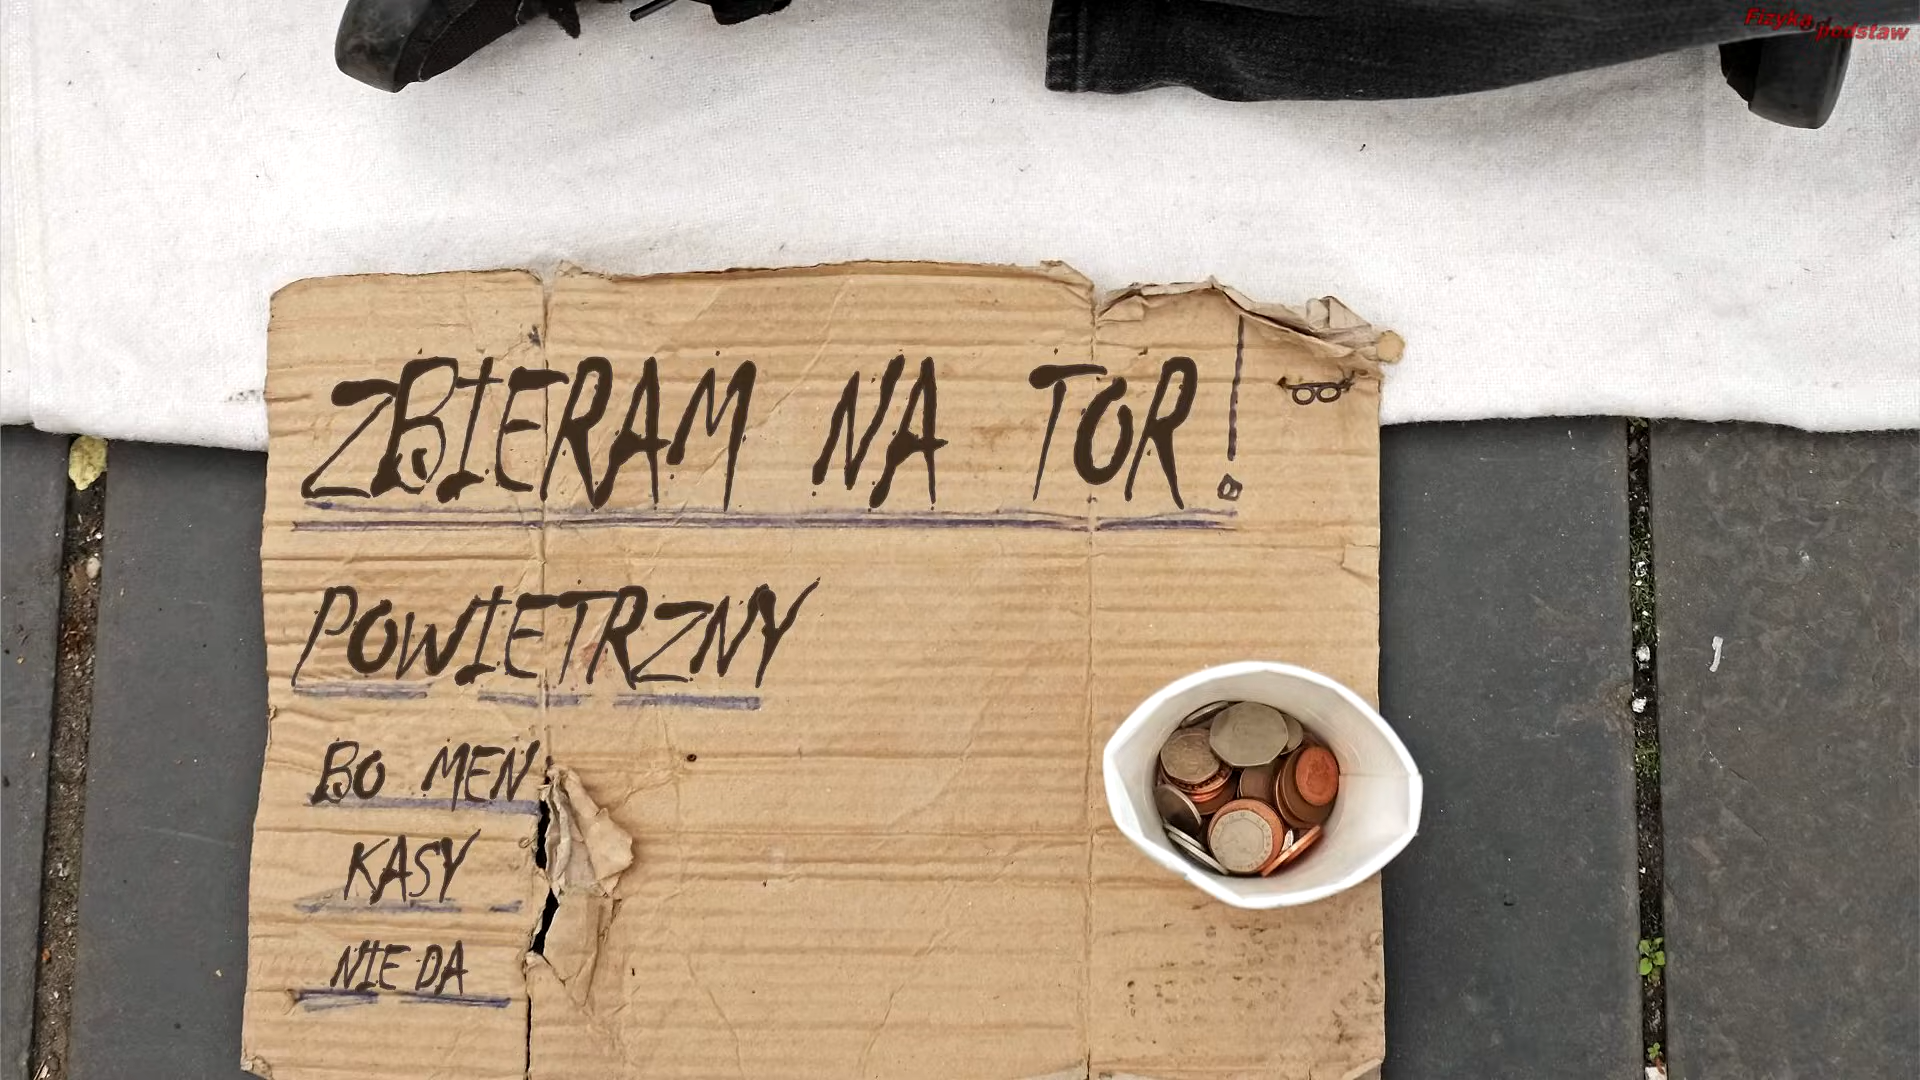 Fizyka
podstaw
ZBIERAM NA TOR!
POWIETRZNY
BO MEN
KASY
NIE DA